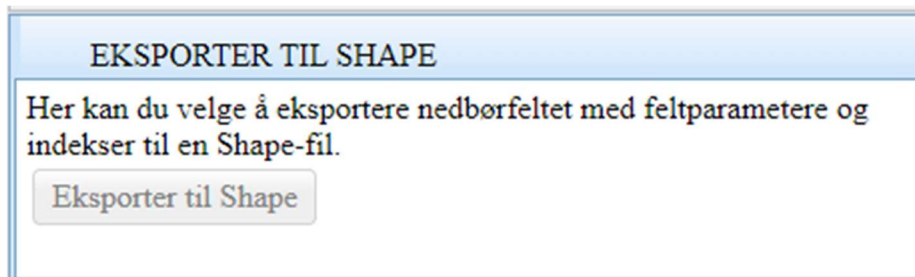 EKSPORTER TIL SHAPE
Her kan du velge å eksportere nedbørfeltet med feltparametere og
indekser til en Shape-fil.
Eksporter til Shape